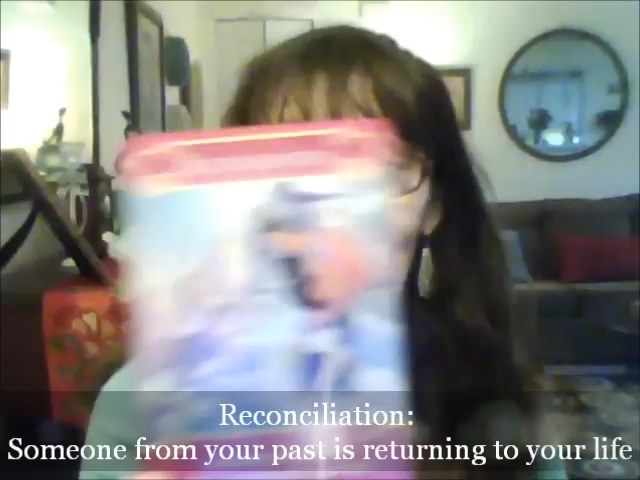 Reconciliation:
Someone from your past is returning to your life